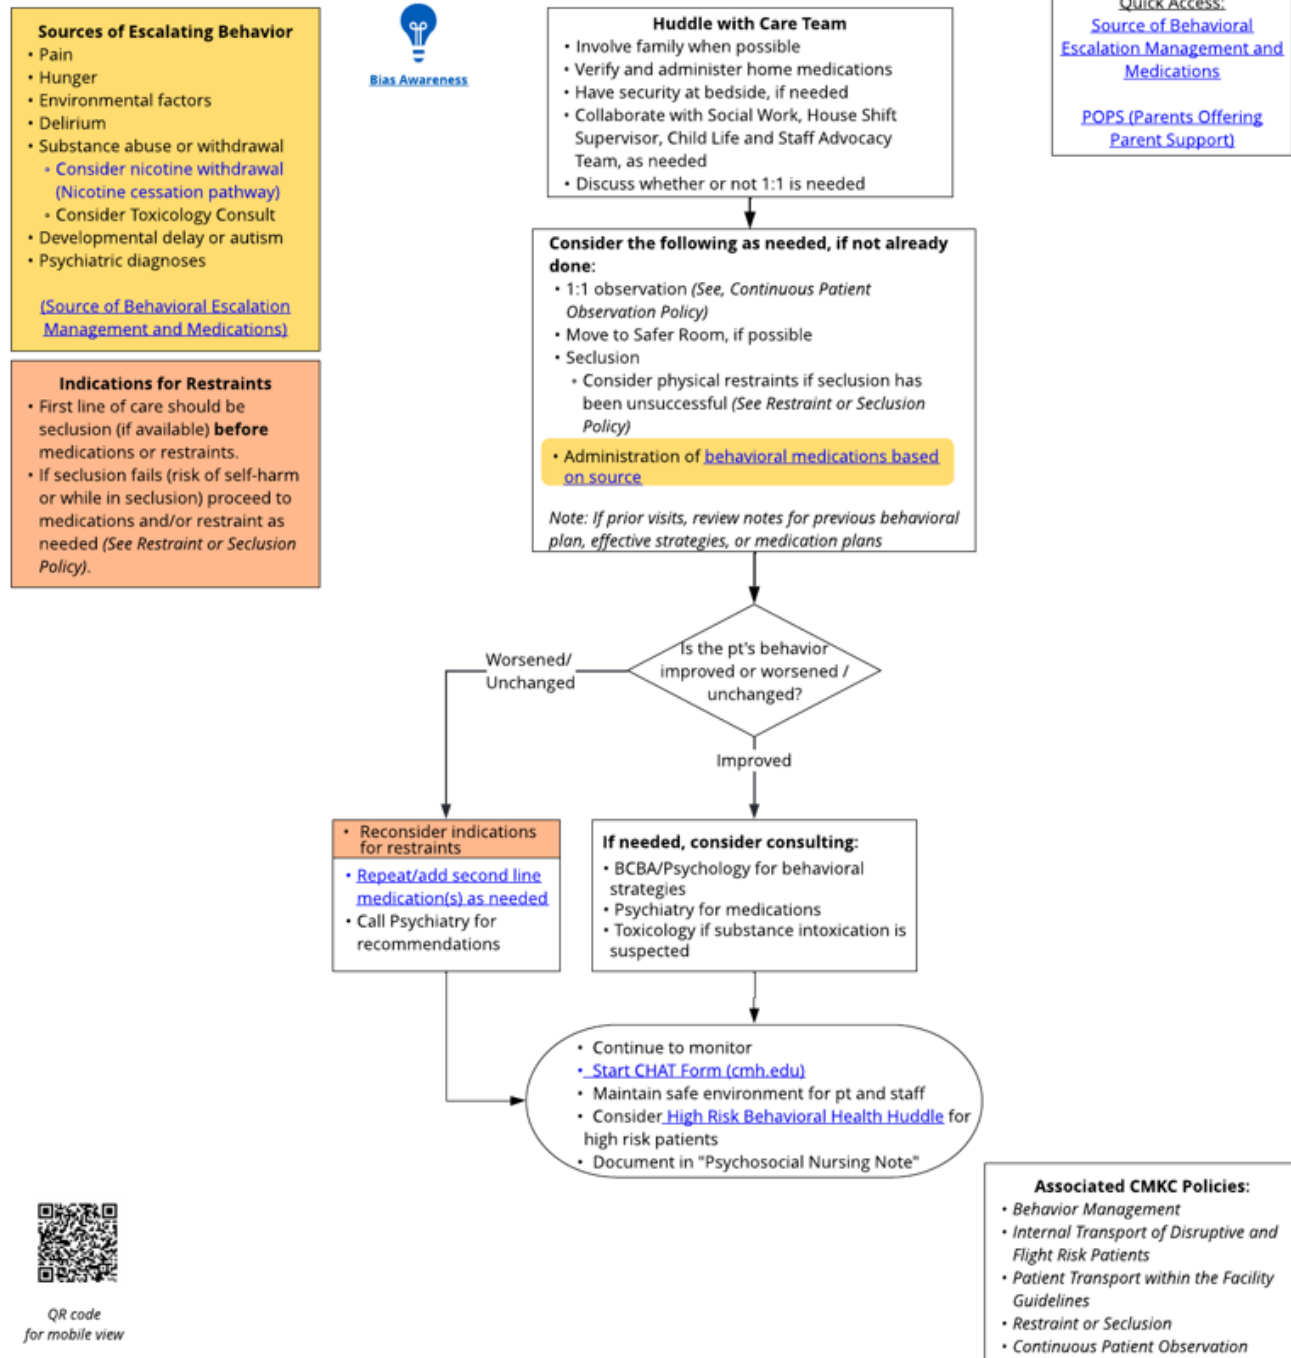 Sources of Escalating Behavior
• Pain
• Hunger
• Environmental factors
• Delirium
• Substance abuse or withdrawal
◦ Consider nicotine withdrawal
(Nicotine cessation pathway)
◦ Consider Toxicology Consult
• Developmental delay or autism
• Psychiatric diagnoses
(Source of Behavioral Escalation
Management and Medications)
Indications for Restraints
• First line of care should be
seclusion (if available) before
medications or restraints.
• If seclusion fails (risk of self-harm
or while in seclusion) proceed to
medications and/or restraint as
needed (See Restraint or Seclusion
Policy).
Bias Awareness
Huddle with Care Team
• Involve family when possible
• Verify and administer home medications
• Have security at bedside, if needed
• Collaborate with Social Work, House Shift
Supervisor, Child Life and Staff Advocacy
Team, as needed
• Discuss whether or not 1:1 is needed
Quick Access:
Source of Behavioral
Escalation Management and
Medications
POPS (Parents Offering
Parent Support)
Consider the following as needed, if not already
done:
• 1:1 observation (See, Continuous Patient
Observation Policy)
• Move to Safer Room, if possible
• Seclusion
◦ Consider physical restraints if seclusion has
been unsuccessful (See Restraint or Seclusion
Policy)
• Administration of behavioral medications based
on source
Note: If prior visits, review notes for previous behavioral
plan, effective strategies, or medication plans
Is the pt's behavior
improved or worsened /
unchanged?
Worsened/
Unchanged
Improved
• Reconsider indications
for restraints
• Repeat/add second line
medication(s) as needed
• Call Psychiatry for
recommendations
If needed, consider consulting:
• BCBA/Psychology for behavioral
strategies
• Psychiatry for medications
• Toxicology if substance intoxication is
suspected
• Continue to monitor
• Start CHAT Form (cmh.edu)
• Maintain safe environment for pt and staff
• Consider High Risk Behavioral Health Huddle for
high risk patients
• Document in "Psychosocial Nursing Note"
QR code
for mobile view
Associated CMKC Policies:
• Behavior Management
• Internal Transport of Disruptive and
Flight Risk Patients
• Patient Transport within the Facility
Guidelines
• Restraint or Seclusion
• Continuous Patient Observation